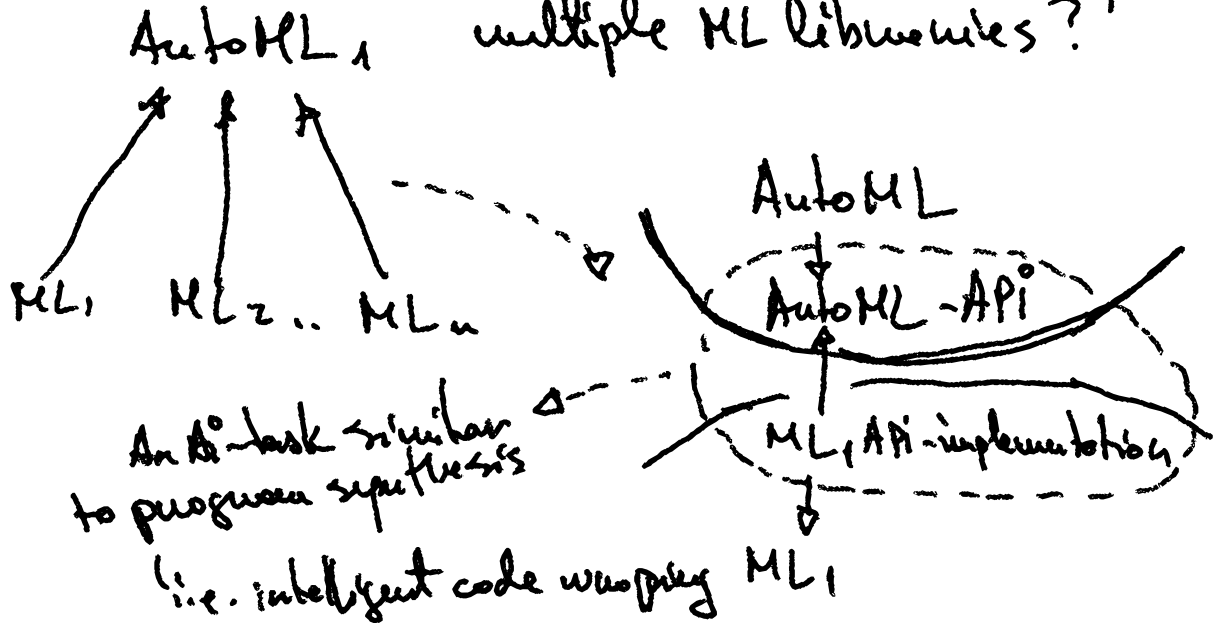 AutoML₁
multiple ML libraries?
ML₁ ML₂ .. MLₙ
AutoML
AutoML-API
ML₁ API-implementation
ML₁
An AI-task similar
to program synthesis
i.e. intelligent code wrapping